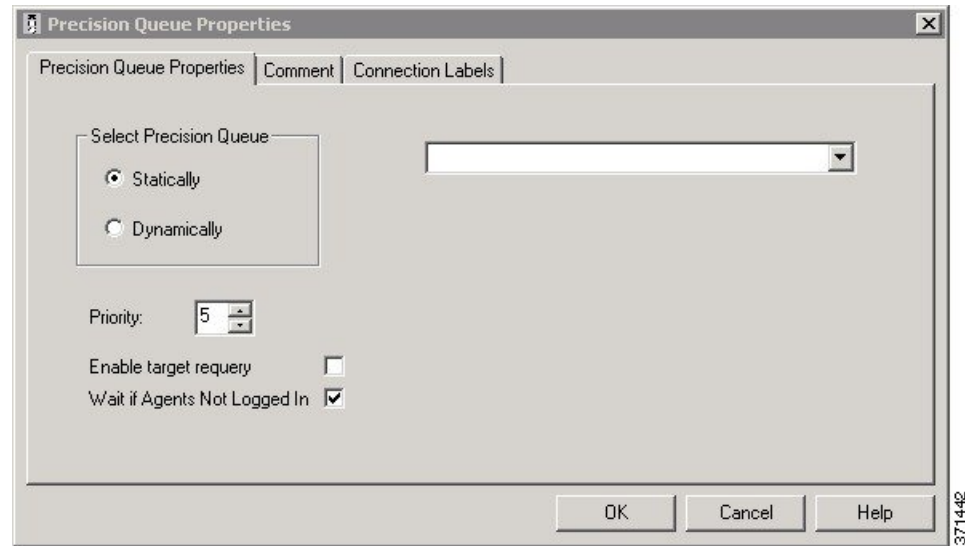 Precision Queue Properties
Precision Queue Properties
Comment
Connection Labels
Select Precision Queue
Statically
Dynamically
Priority:
5
Enable target requery
Wait if Agents Not Logged In
OK
Cancel
Help
371442